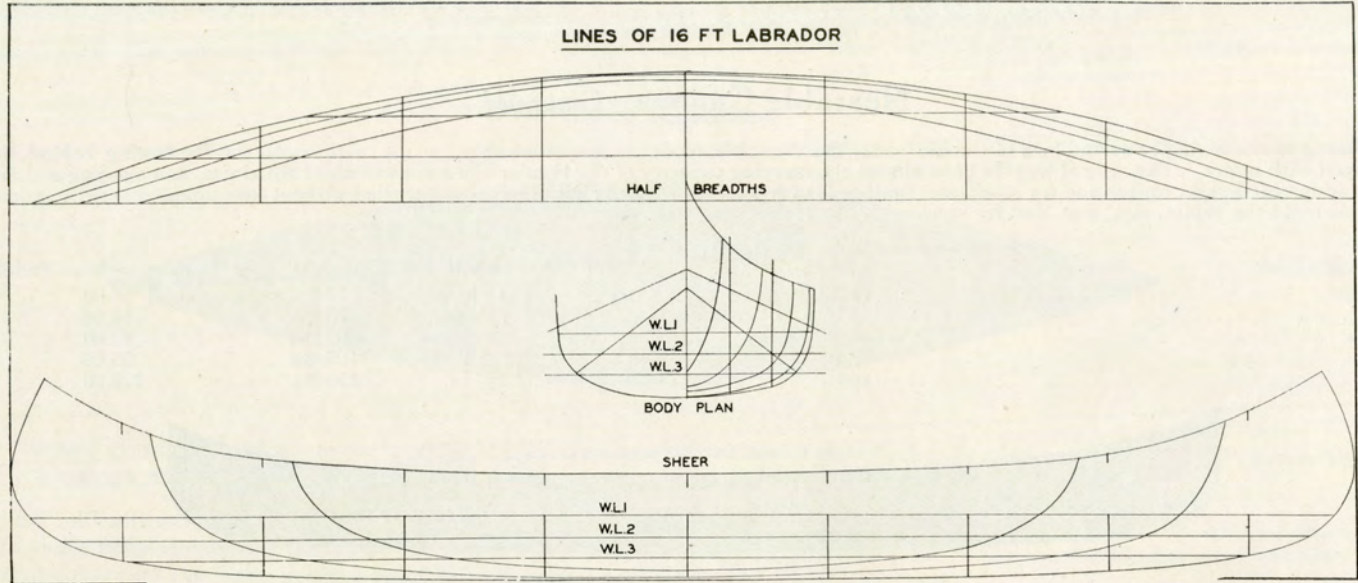 LINES OF 16 FT LABRADOR
HALF BREADTHS
W.L.1
W.L.2
W.L.3
BODY PLAN
SHEER
W.L.1
W.L.2
W.L.3